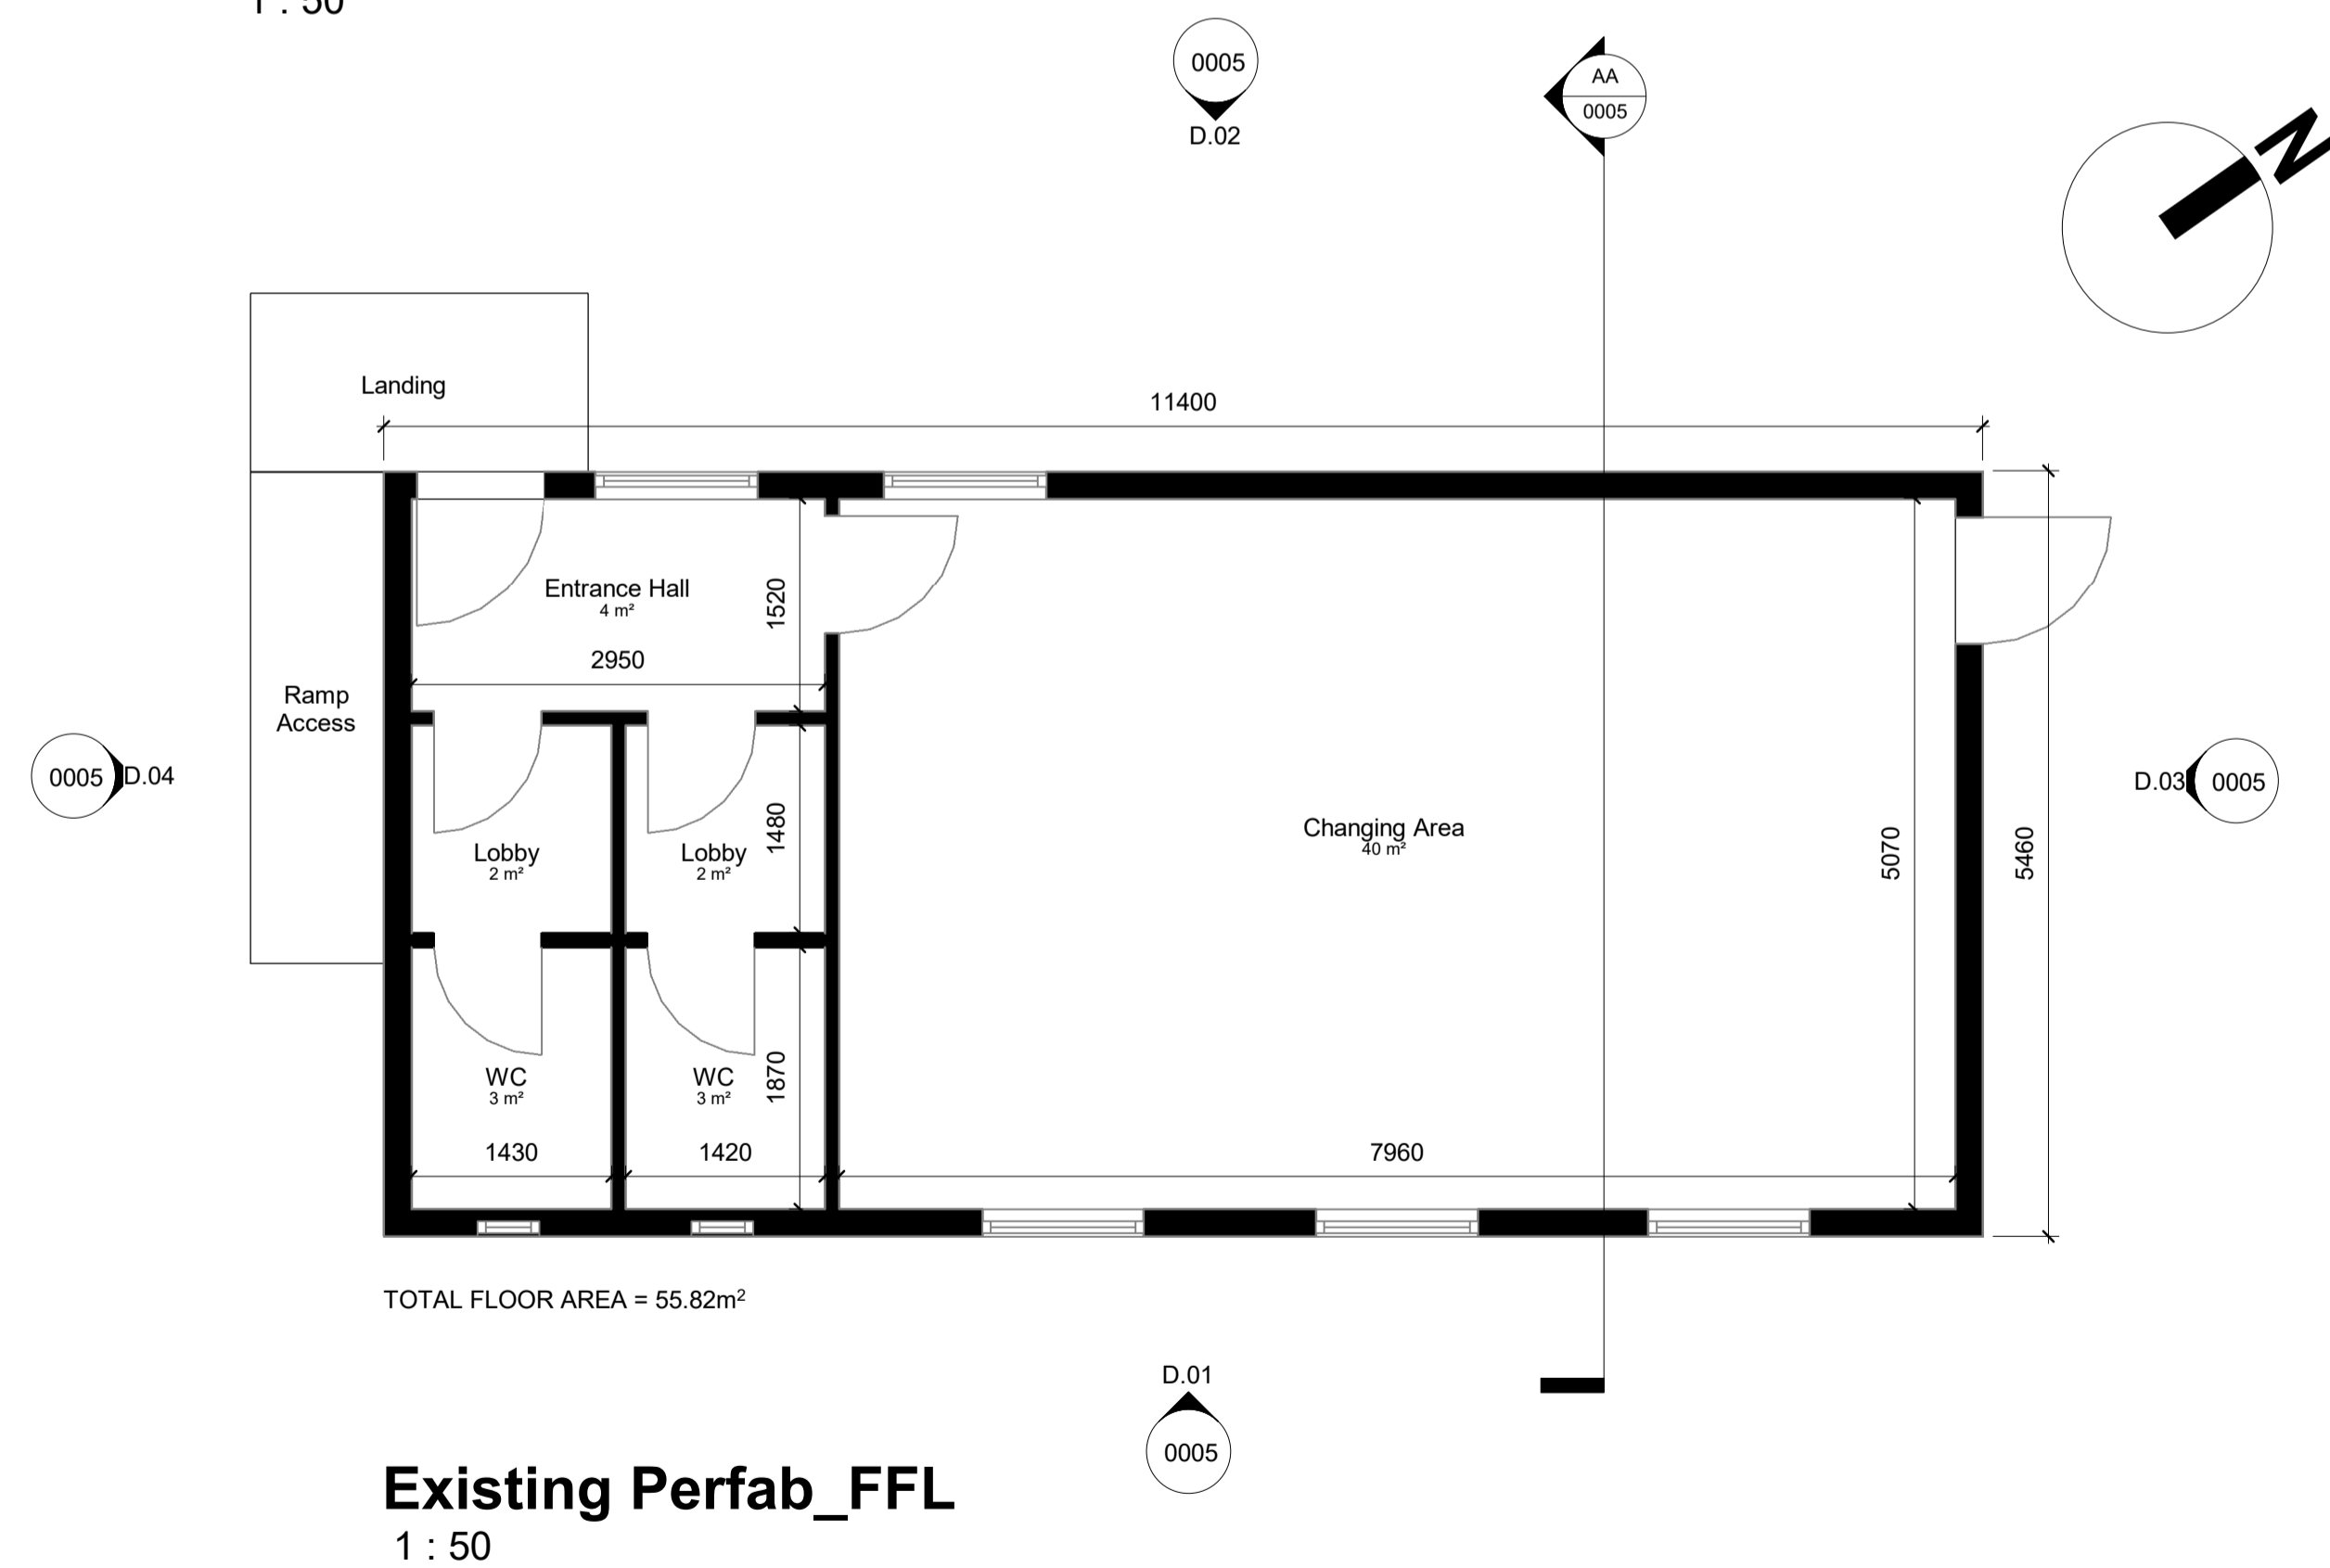 1 : 50
0005
D.02
AA
0005
N
Landing
11400
Entrance Hall
4 m²
1520
2950
Ramp
Access
0005
D.04
D.03
0005
Lobby
2 m²
Lobby
2 m²
1480
Changing Area
40 m²
5070
5460
WC
3 m²
WC
3 m²
1870
1430
1420
7960
TOTAL FLOOR AREA = 55.82m²
D.01
0005
Existing Perfab_FFL
1 : 50